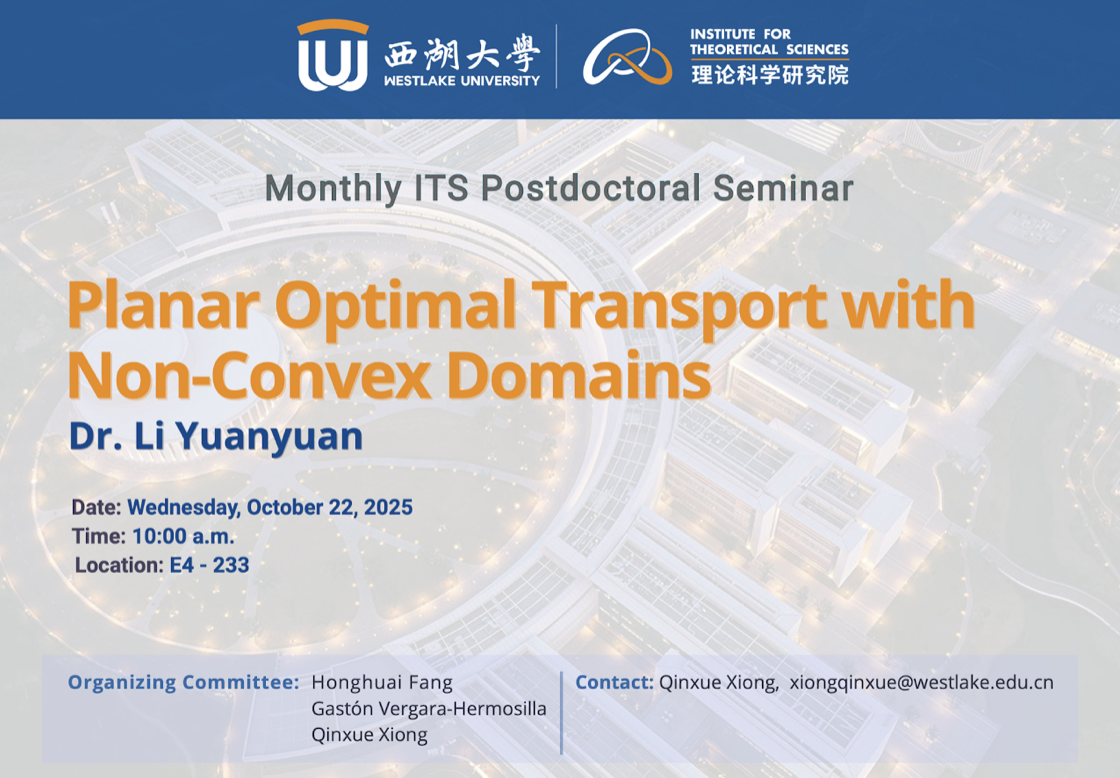 西湖大學
WESTLAKE UNIVERSITY
INSTITUTE FOR
THEORETICAL SCIENCES
理论科学研究院
Monthly ITS Postdoctoral Seminar
Planar Optimal Transport with
Non-Convex Domains
Dr. Li Yuanyuan
Date: Wednesday, October 22, 2025
Time: 10:00 a.m.
Location: E4 - 233
Organizing Committee: Honghuai Fang
Gastón Vergara-Hermosilla
Qinxue Xiong
Contact: Qinxue Xiong, xiongqinxue@westlake.edu.cn